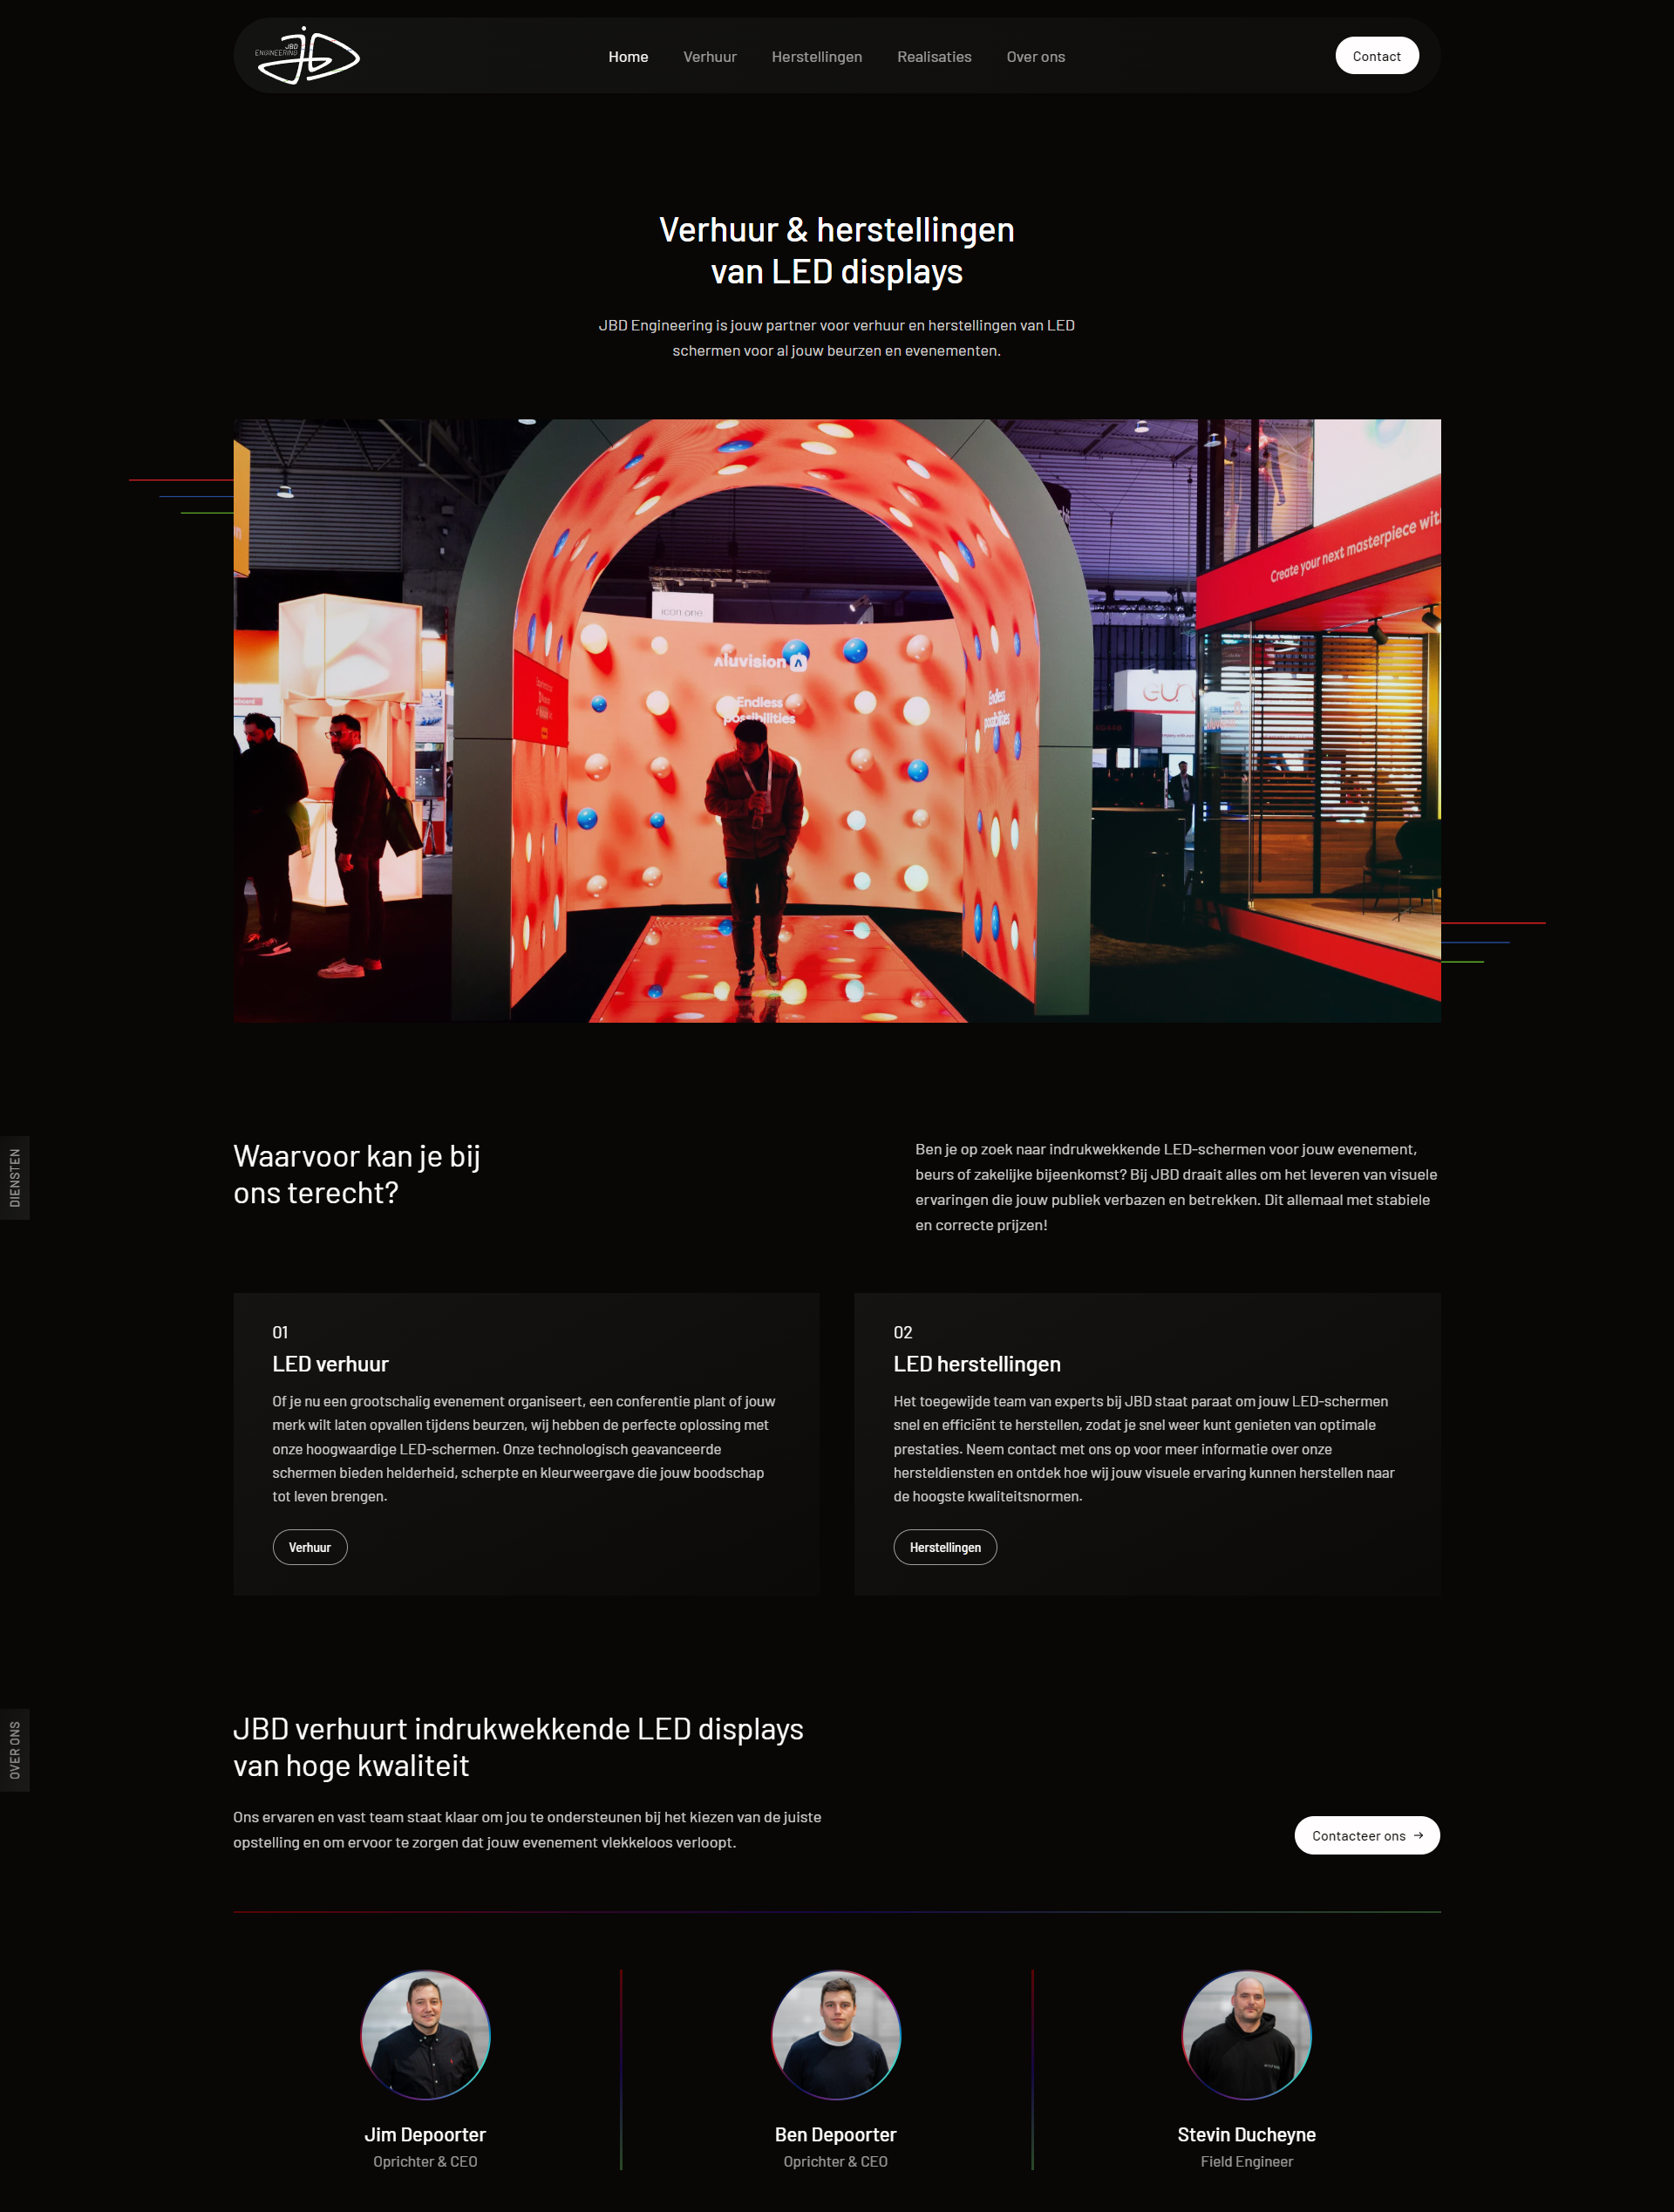 JBD
ENGINEERING
Home
Verhuur
Herstellingen
Realisaties
Over ons
Contact
Verhuur & herstellingen
van LED displays
JBD Engineering is jouw partner voor verhuur en herstellingen van LED
schermen voor al jouw beurzen en evenementen.
Create your next masterpiece wit
icon one
aluvision
Endless
possibilities
Endless
possibilities
DIENSTEN
Waarvoor kan je bij
ons terecht?
Ben je op zoek naar indrukwekkende LED-schermen voor jouw evenement,
beurs of zakelijke bijeenkomst? Bij JBD draait alles om het leveren van visuele
ervaringen die jouw publiek verbazen en betrekken. Dit allemaal met stabiele
en correcte prijzen!
01
LED verhuur
Of je nu een grootschalig evenement organiseert, een conferentie plant of jouw
merk wilt laten opvallen tijdens beurzen, wij hebben de perfecte oplossing met
onze hoogwaardige LED-schermen. Onze technologisch geavanceerde
schermen bieden helderheid, scherpte en kleurweergave die jouw boodschap
tot leven brengen.
Verhuur
02
LED herstellingen
Het toegewijde team van experts bij JBD staat paraat om jouw LED-schermen
snel en efficiënt te herstellen, zodat je snel weer kunt genieten van optimale
prestaties. Neem contact met ons op voor meer informatie over onze
hersteldiensten en ontdek hoe wij jouw visuele ervaring kunnen herstellen naar
de hoogste kwaliteitsnormen.
Herstellingen
OVER ONS
JBD verhuurt indrukwekkende LED displays
van hoge kwaliteit
Ons ervaren en vast team staat klaar om jou te ondersteunen bij het kiezen van de juiste
opstelling en om ervoor te zorgen dat jouw evenement vlekkeloos verloopt.
Contacteer ons →
Jim Depoorter
Oprichter & CEO
Ben Depoorter
Oprichter & CEO
Stevin Ducheyne
Field Engineer